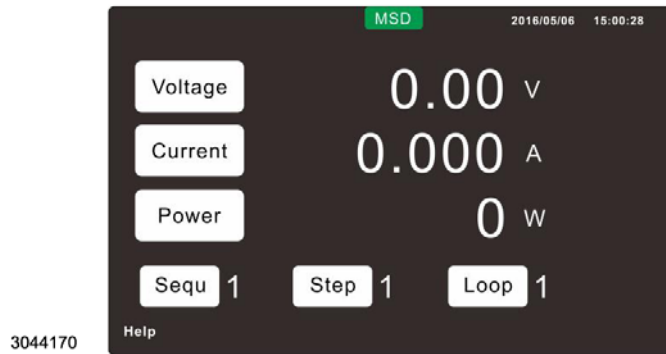 MSD 2016/05/06 15:00:28
Voltage 0.00 V
Current 0.000 A
Power 0 W
Sequ 1 Step 1 Loop 1
Help
3044170